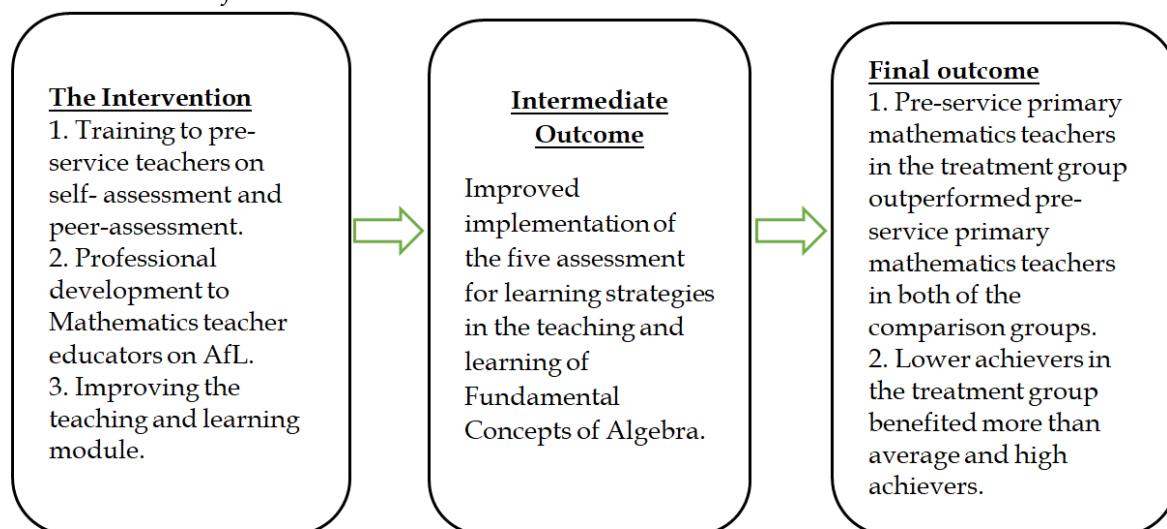 The Intervention
1. Training to pre-
service teachers on
self- assessment and
peer-assessment.
2. Professional
development to
Mathematics teacher
educators on AfL.
3. Improving the
teaching and learning
module.
Intermediate
Outcome
Improved
implementation of
the five assessment
for learning strategies
in the teaching and
learning of
Fundamental
Concepts of Algebra.
Final outcome
1. Pre-service primary
mathematics teachers
in the treatment group
outperformed pre-
service primary
mathematics teachers
in both of the
comparison groups.
2. Lower achievers in
the treatment group
benefited more than
average and high
achievers.